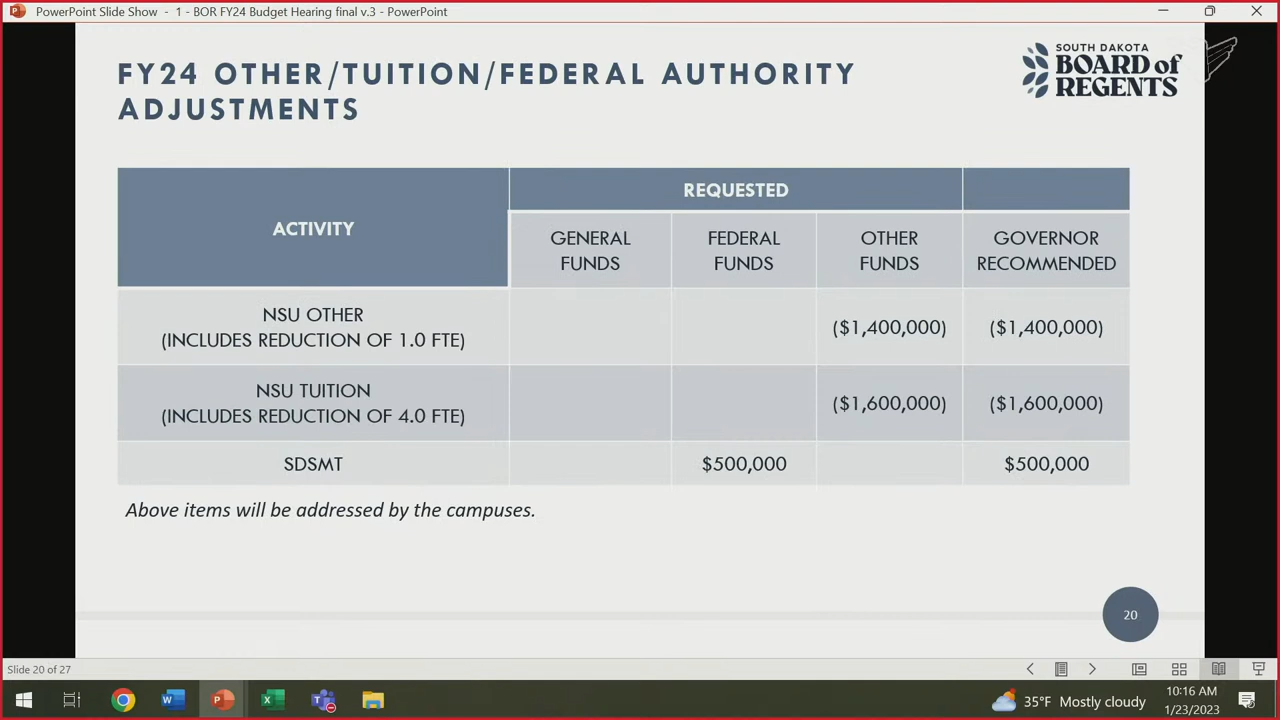 PowerPoint Slide Show - 1 - BOR FY24 Budget Hearing final v.3 - PowerPoint
FY24 OTHER/TUITION/FEDERAL AUTHORITY
ADJUSTMENTS
SOUTH DAKOTA
BOARD of
REGENTS
ACTIVITY
REQUESTED
GENERAL
FUNDS
FEDERAL
FUNDS
OTHER
FUNDS
GOVERNOR
RECOMMENDED
NSU OTHER
(INCLUDES REDUCTION OF 1.0 FTE)
($1,400,000)
($1,400,000)
NSU TUITION
(INCLUDES REDUCTION OF 4.0 FTE)
($1,600,000)
($1,600,000)
SDSMT
$500,000
$500,000
Above items will be addressed by the campuses.
20
Slide 20 of 27
35°F Mostly cloudy
10:16 AM
1/23/2023